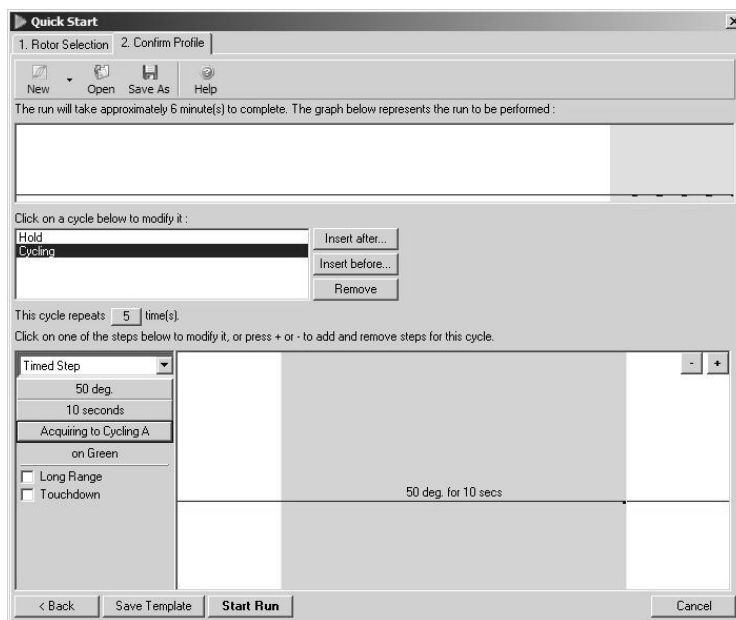 Quick Start
1. Rotor Selection 2. Confirm Profile
New Open Save As Help
The run will take approximately 6 minute(s) to complete. The graph below represents the run to be performed :
Click on a cycle below to modify it :
Hold
Cycling
Insert after...
Insert before...
Remove
This cycle repeats 5 time(s).
Click on one of the steps below to modify it, or press + or - to add and remove steps for this cycle.
Timed Step
- +
50 deg.
10 seconds
Acquiring to Cycling A
on Green
Long Range
Touchdown
50 deg. for 10 secs
< Back Save Template Start Run Cancel